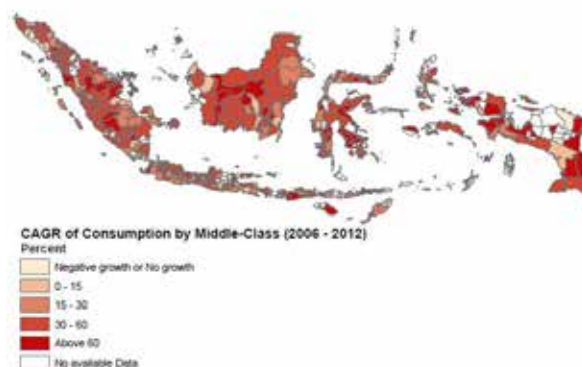 CAGR of Consumption by Middle-Class (2006 - 2012)
Percent
Negative growth or No growth
0 - 15
15 - 30
30 - 60
Above 60
No available Data